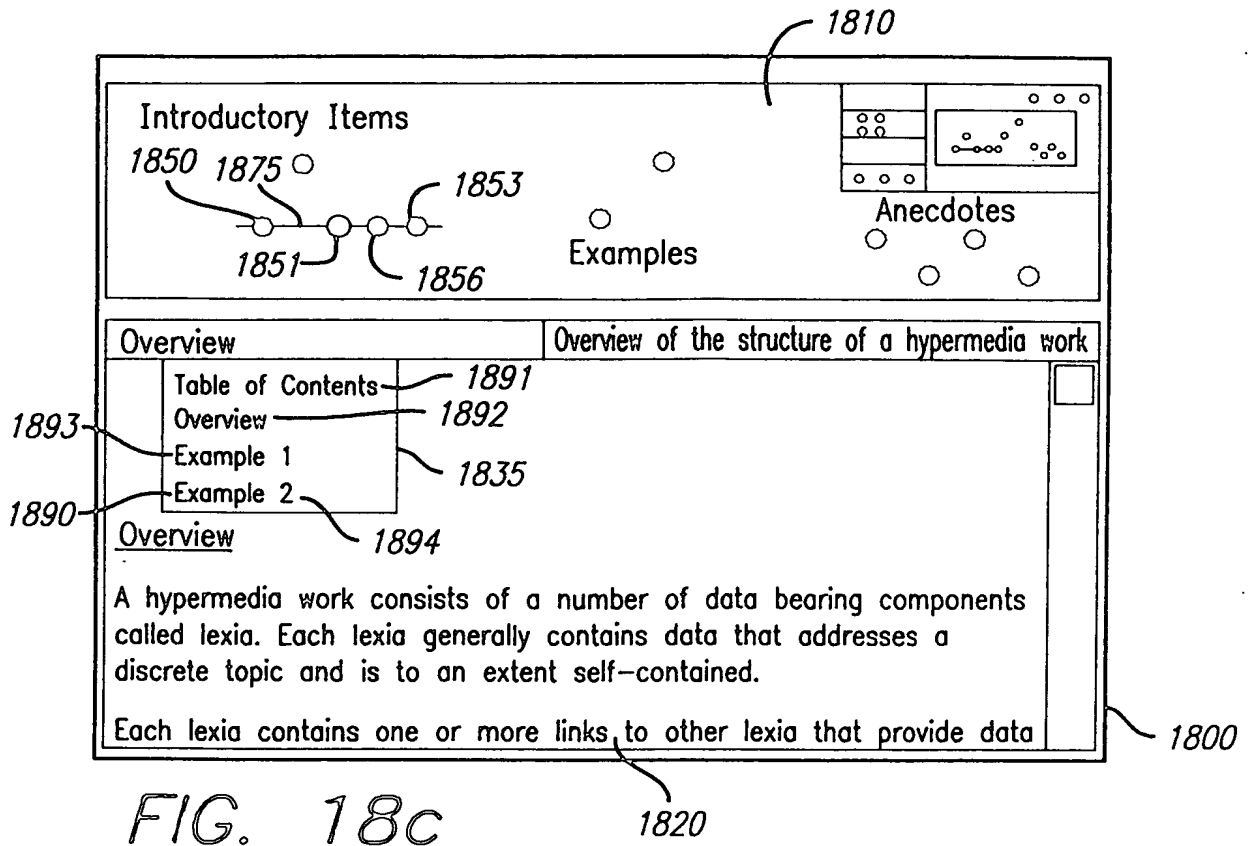 1810
Introductory Items
1850
1875
1853
Anecdotes
1851
1856
Examples
Overview
Overview of the structure of a hypermedia work
Table of Contents
1891
Overview
1892
1893
Example 1
1835
Example 2
1890
1894
Overview
A hypermedia work consists of a number of data bearing components
called lexia. Each lexia generally contains data that addresses a
discrete topic and is to an extent self-contained.
Each lexia contains one or more links to other lexia that provide data
1800
1820
FIG. 18c